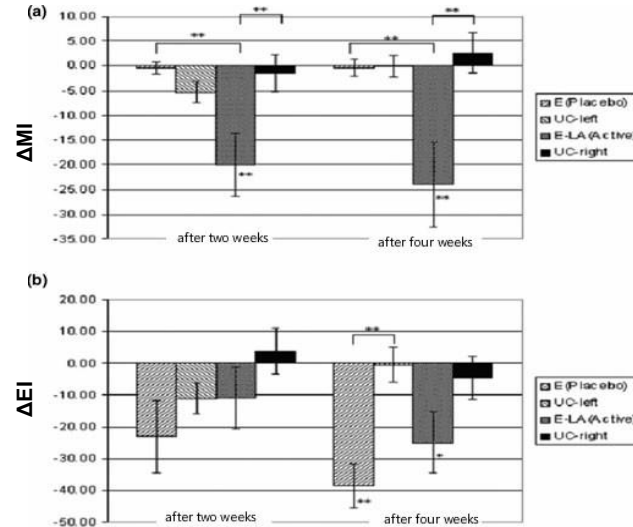 (a)
10.00
5.00
0.00
-5.00
-10.00
-15.00
-20.00
-25.00
-30.00
-35.00
ΔMI
**
**
**
**
**
**
after two weeks
after four weeks
E (Placebo)
UC-left
E-LA (Active)
UC-right
(b)
20.00
10.00
0.00
-10.00
-20.00
-30.00
-40.00
-50.00
ΔEI
**
**
*
after two weeks
after four weeks
E (Placebo)
UC-left
E-LA (Active)
UC-right